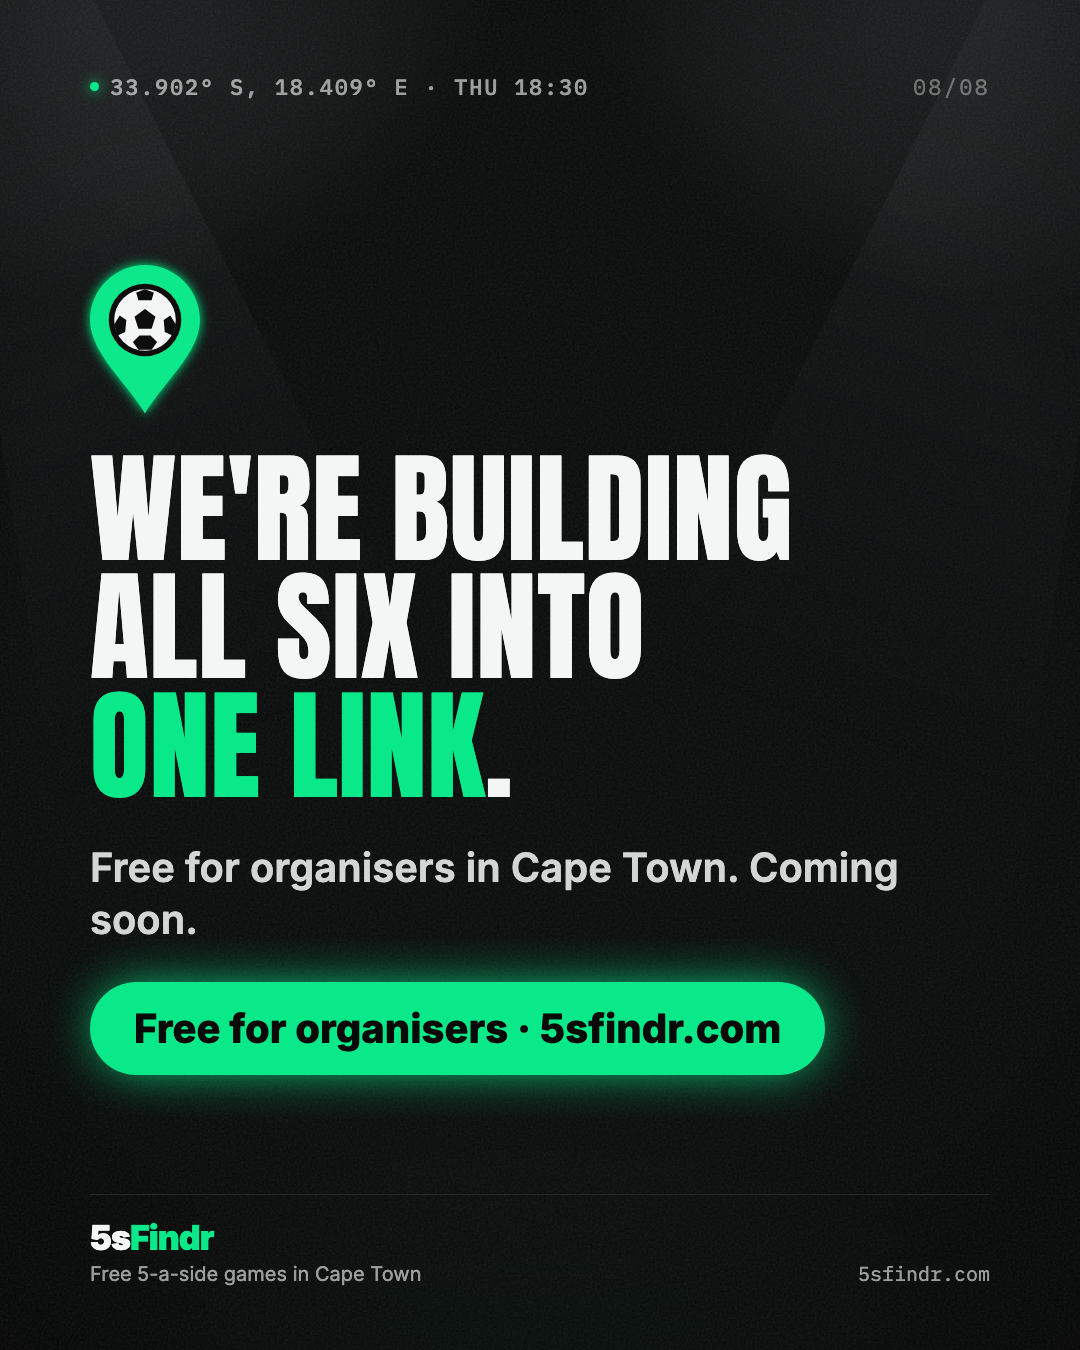 33.902° S, 18.409° E · THU 18:30
08/08
WE'RE BUILDING
ALL SIX INTO
ONE LINK.
Free for organisers in Cape Town. Coming
soon.
Free for organisers · 5sfindr.com
5sFindr
Free 5-a-side games in Cape Town
5sfindr.com